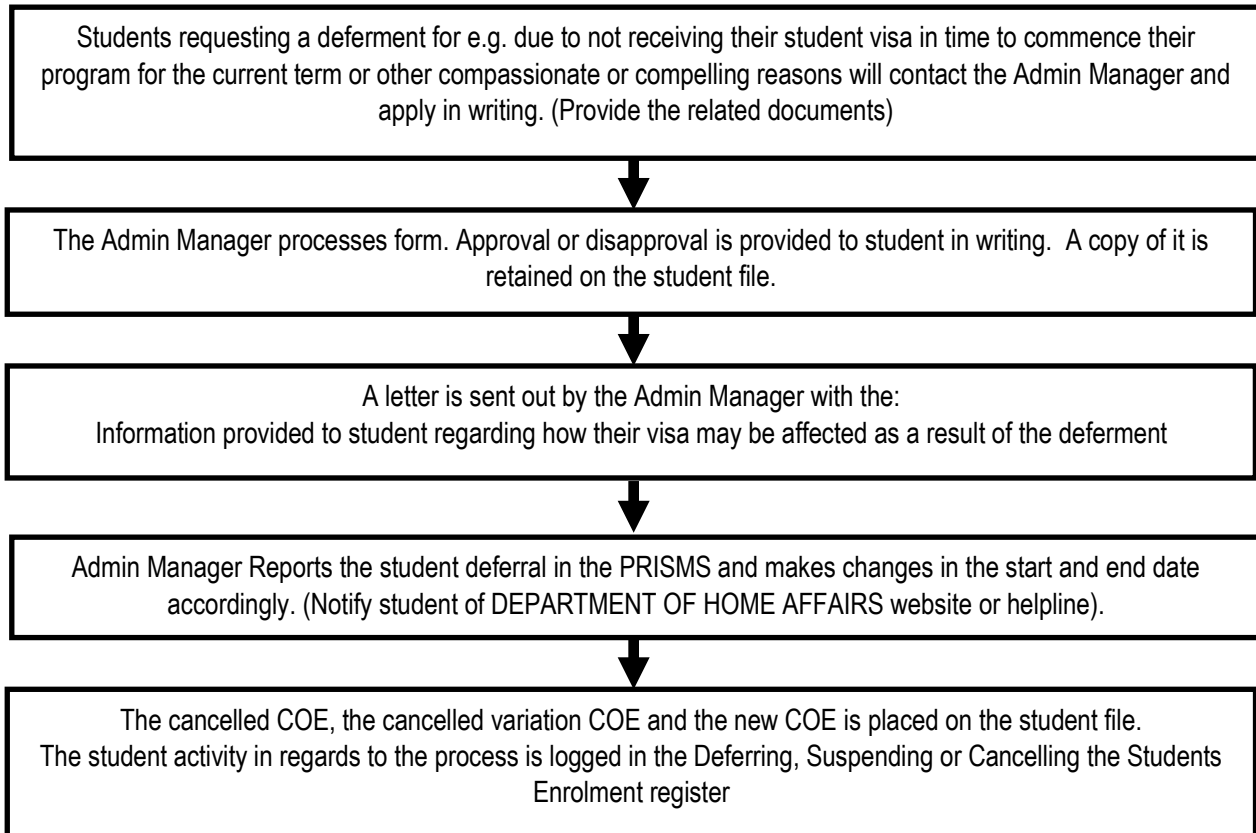 Students requesting a deferment for e.g. due to not receiving their student visa in time to commence their
program for the current term or other compassionate or compelling reasons will contact the Admin Manager and
apply in writing. (Provide the related documents)
The Admin Manager processes form. Approval or disapproval is provided to student in writing.  A copy of it is
retained on the student file.
A letter is sent out by the Admin Manager with the:
Information provided to student regarding how their visa may be affected as a result of the deferment
Admin Manager Reports the student deferral in the PRISMS and makes changes in the start and end date
accordingly. (Notify student of DEPARTMENT OF HOME AFFAIRS website or helpline).
The cancelled COE, the cancelled variation COE and the new COE is placed on the student file.
The student activity in regards to the process is logged in the Deferring, Suspending or Cancelling the Students
Enrolment register